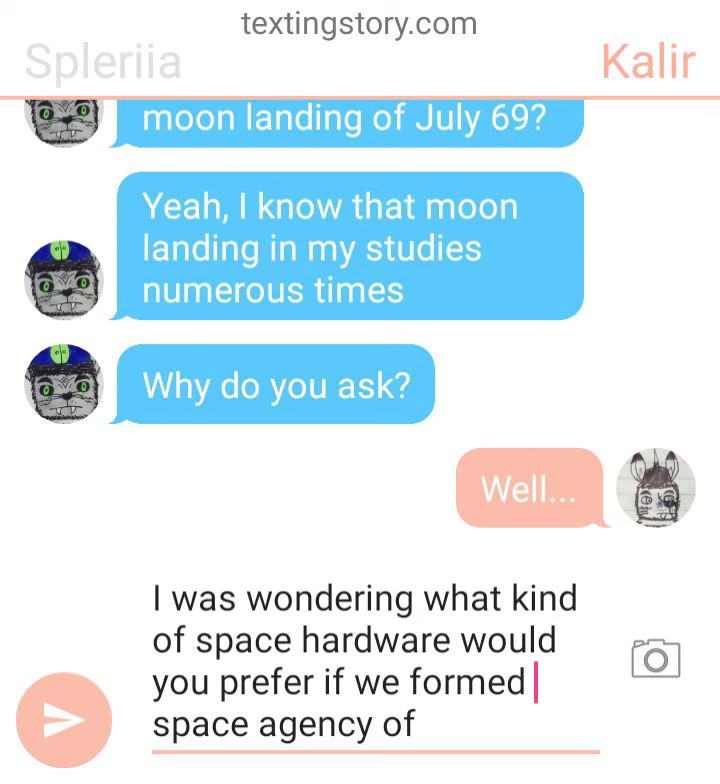 textingstory.com
Spleriia
Kalir
moon landing of July 69?
Yeah, I know that moon
landing in my studies
numerous times
Why do you ask?
Well...
I was wondering what kind
of space hardware would
you prefer if we formed
space agency of